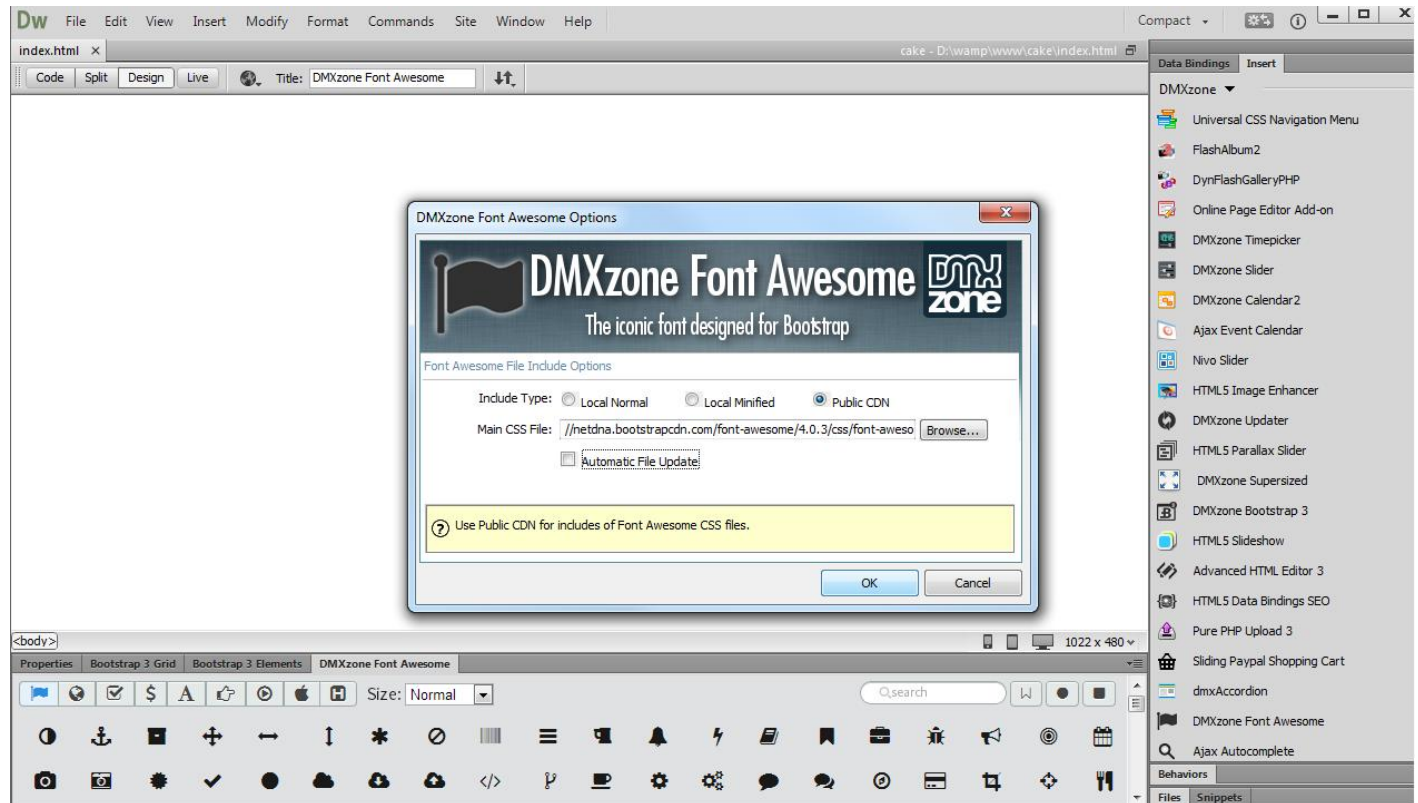 Dw File Edit View Insert Modify Format Commands Site Window Help Compact
index.html × cake - D:\wamp\www\cake\index.html
Code Split Design Live Title: DMXzone Font Awesome
Data Bindings Insert
DMXzone
Universal CSS Navigation Menu
FlashAlbum2
DynFlashGalleryPHP
Online Page Editor Add-on
DMXzone Timepicker
DMXzone Slider
DMXzone Calendar2
Ajax Event Calendar
Nivo Slider
HTML5 Image Enhancer
DMXzone Updater
HTML5 Parallax Slider
DMXzone Supersized
DMXzone Bootstrap 3
HTML5 Slideshow
Advanced HTML Editor 3
HTML5 Data Bindings SEO
Pure PHP Upload 3
Sliding Paypal Shopping Cart
dmxAccordion
DMXzone Font Awesome
Ajax Autocomplete
Behaviors
Files Snippets
DMXzone Font Awesome Options
DMXzone Font Awesome
The iconic font designed for Bootstrap
DMX zone
Font Awesome File Include Options
Include Type: Local Normal Local Minified Public CDN
Main CSS File: //netdna.bootstrapcdn.com/font-awesome/4.0.3/css/font-aweso Browse...
Automatic File Update
? Use Public CDN for includes of Font Awesome CSS files.
OK Cancel
<body> 1022 x 480
Properties Bootstrap 3 Grid Bootstrap 3 Elements DMXzone Font Awesome
Size: Normal search